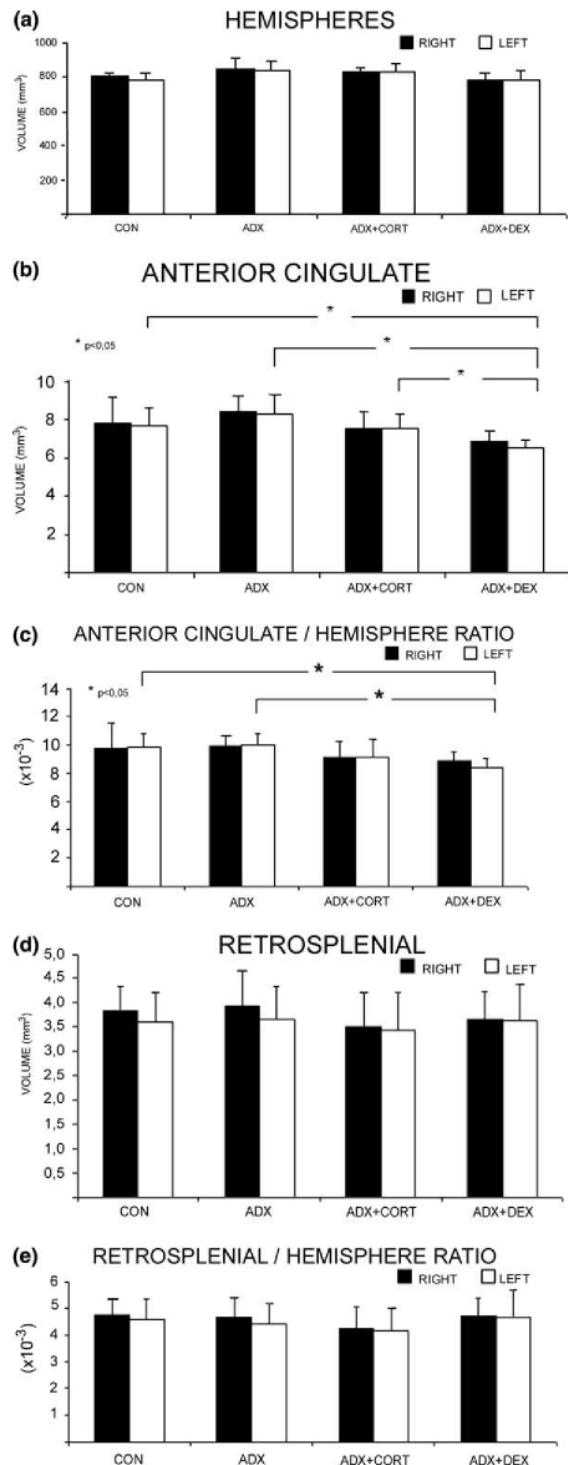 (a) HEMISPHERES
RIGHT LEFT
VOLUME (mm³)
1000
800
600
400
200
CON ADX ADX+CORT ADX+DEX
(b) ANTERIOR CINGULATE
RIGHT LEFT
*
* p<0,05
*
*
VOLUME (mm³)
10
8
6
4
2
CON ADX ADX+CORT ADX+DEX
(c) ANTERIOR CINGULATE / HEMISPHERE RATIO
RIGHT LEFT
*
* p<0,05
*
(x10⁻³)
14
12
10
8
6
4
2
CON ADX ADX+CORT ADX+DEX
(d) RETROSPLENIAL
RIGHT LEFT
VOLUME (mm³)
5,0
4,5
4,0
3,5
3,0
2,5
2,0
1,5
1,0
0,5
CON ADX ADX+CORT ADX+DEX
(e) RETROSPLENIAL / HEMISPHERE RATIO
RIGHT LEFT
(x10⁻³)
6
5
4
3
2
1
CON ADX ADX+CORT ADX+DEX